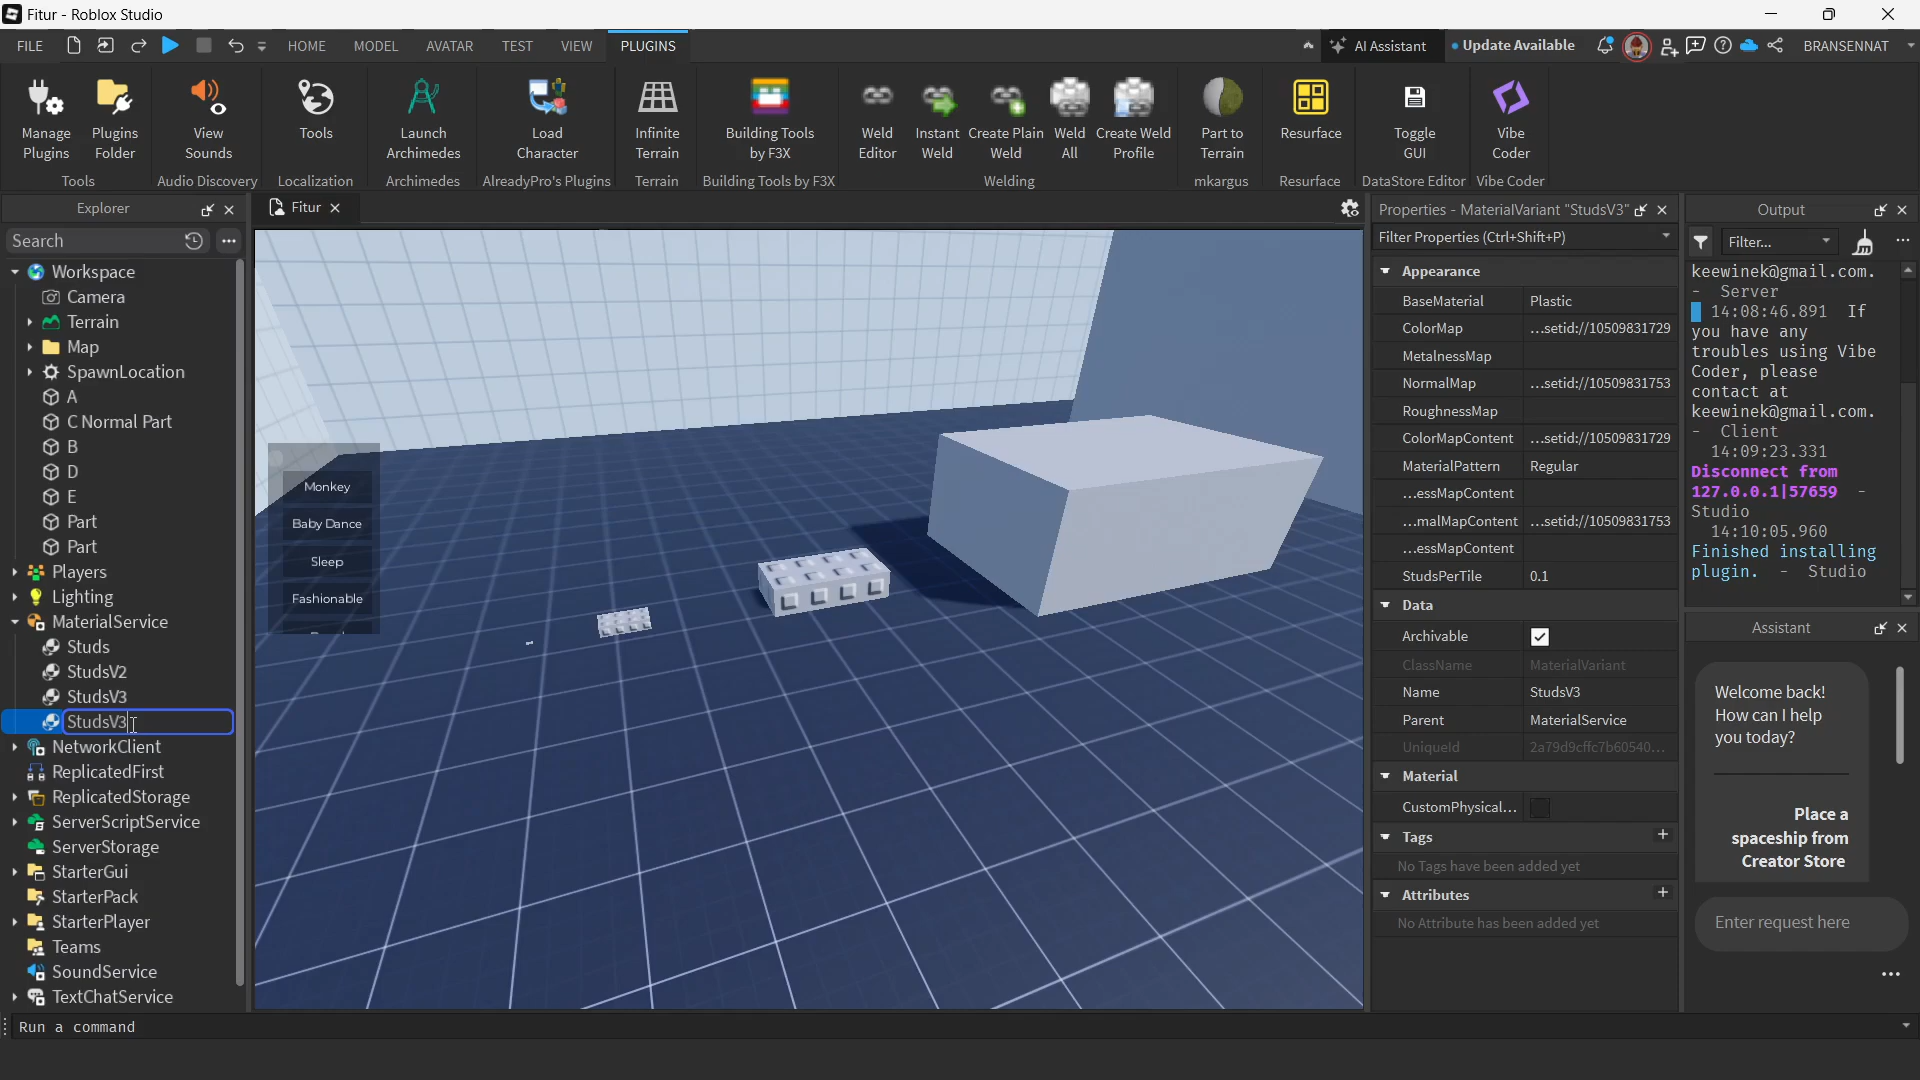 Fitur - Roblox Studio
FILE
HOME
MODEL
AVATAR
TEST
VIEW
PLUGINS
AI Assistant
Update Available
BRANSENNAT
Manage
Plugins
Plugins
Folder
Tools
View
Sounds
Audio Discovery
Tools
Localization
Launch
Archimedes
Archimedes
Load
Character
AlreadyPro's Plugins
Infinite
Terrain
Terrain
Building Tools
by F3X
Building Tools by F3X
Weld
Editor
Instant
Weld
Create Plain
Weld
Weld
All
Create Weld
Profile
Welding
Part to
Terrain
mkargus
Resurface
Resurface
Toggle
GUI
DataStore Editor
Vibe
Coder
Vibe Coder
Explorer
Search
Workspace
Camera
Terrain
Map
SpawnLocation
A
C Normal Part
B
D
E
Part
Part
Players
Lighting
MaterialService
Studs
StudsV2
StudsV3
StudsV3
NetworkClient
ReplicatedFirst
ReplicatedStorage
ServerScriptService
ServerStorage
StarterGui
StarterPack
StarterPlayer
Teams
SoundService
TextChatService
Fitur
Monkey
Baby Dance
Sleep
Fashionable
Properties - MaterialVariant "StudsV3"
Filter Properties (Ctrl+Shift+P)
Appearance
BaseMaterial Plastic
ColorMap ...setid://10509831729
MetalnessMap
NormalMap ...setid://10509831753
RoughnessMap
ColorMapContent ...setid://10509831729
MaterialPattern Regular
...essMapContent
...malMapContent ...setid://10509831753
...essMapContent
StudsPerTile 0.1
Data
Archivable
ClassName MaterialVariant
Name StudsV3
Parent MaterialService
UniqueId 2a79d9cffc7b60540...
Material
CustomPhysical...
Tags
No Tags have been added yet
Attributes
No Attribute has been added yet
Output
Filter...
keewinek@gmail.com.
- Server
14:08:46.891 If
you have any
troubles using Vibe
Coder, please
contact at
keewinek@gmail.com.
- Client
14:09:23.331
Disconnect from
127.0.0.1|57659 -
Studio
14:10:05.960
Finished installing
plugin. - Studio
Assistant
Welcome back!
How can I help
you today?
Place a
spaceship from
Creator Store
Enter request here
Run a command